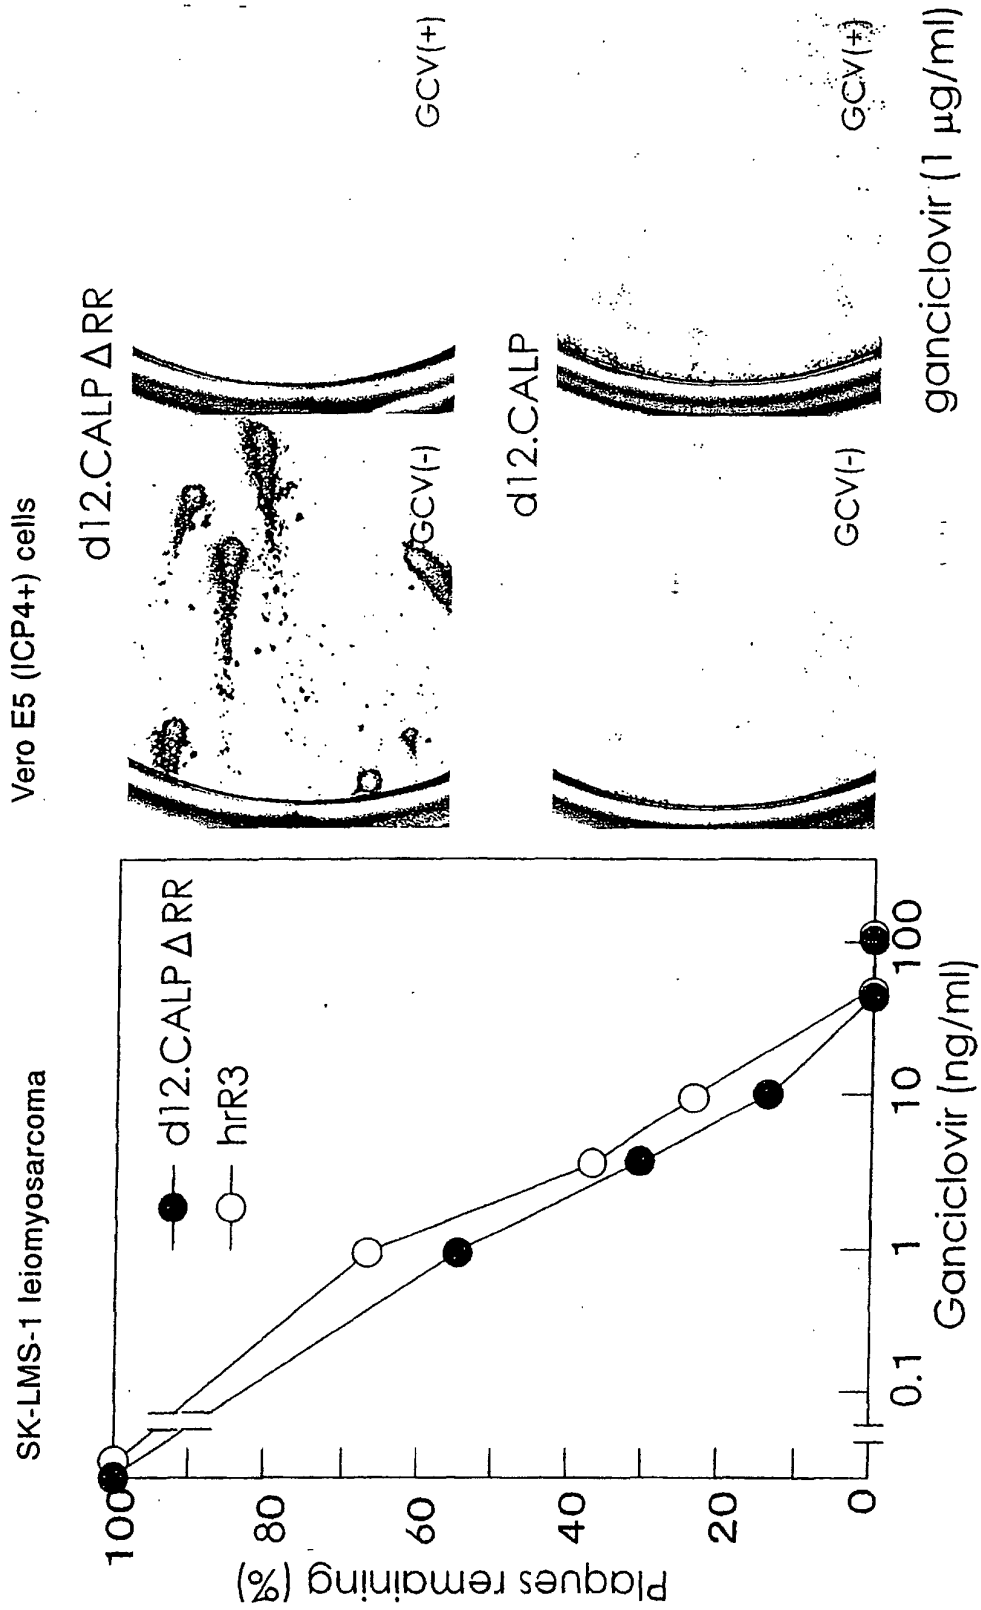 SK-LMS-1 leiomyosarcoma
Plaques remaining (%)
100
80
60
40
20
0
d12.CALP Δ RR
hrR3
0.1
1
10
100
Ganciclovir (ng/ml)
Vero E5 (ICP4+) cells
d12.CALP Δ RR
GCV(-)
GCV(+)
d12.CALP
GCV(-)
GCV(+)
ganciclovir (1 μg/ml)